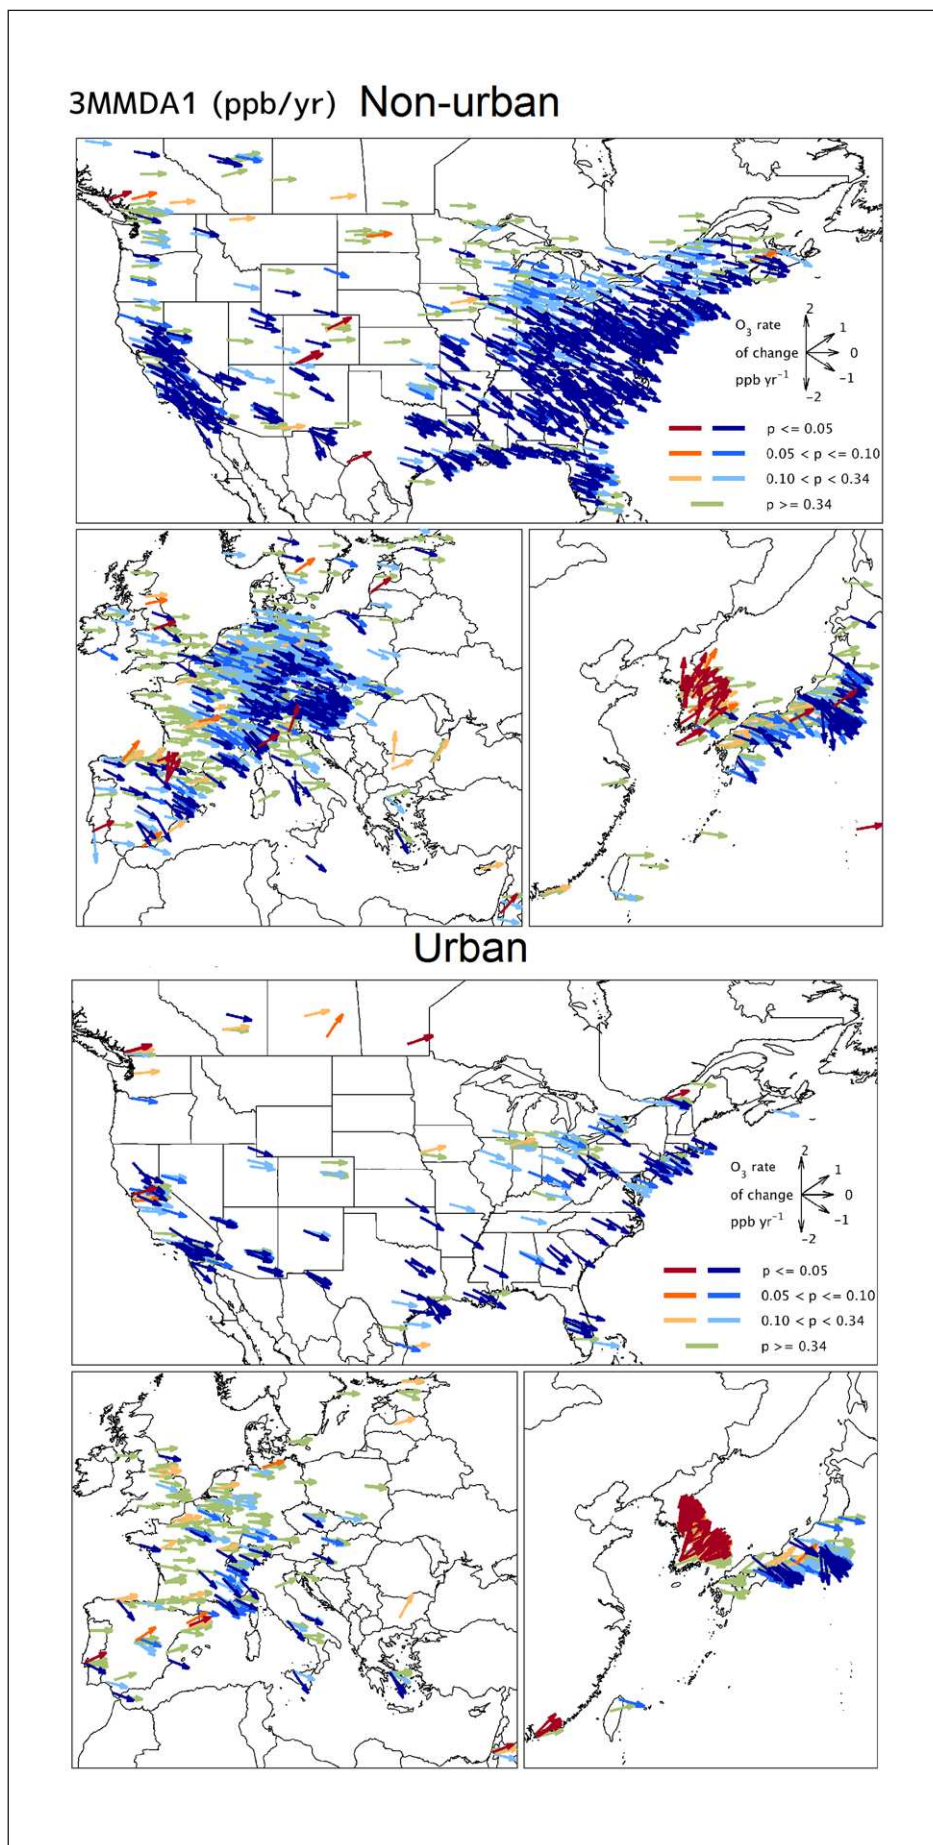 3MMDA1 (ppb/yr) Non-urban
2
O₃ rate
1
of change
0
ppb yr⁻¹
−1
−2
p <= 0.05
0.05 < p <= 0.10
0.10 < p < 0.34
p >= 0.34
Urban
2
O₃ rate
1
of change
0
ppb yr⁻¹
−1
−2
p <= 0.05
0.05 < p <= 0.10
0.10 < p < 0.34
p >= 0.34